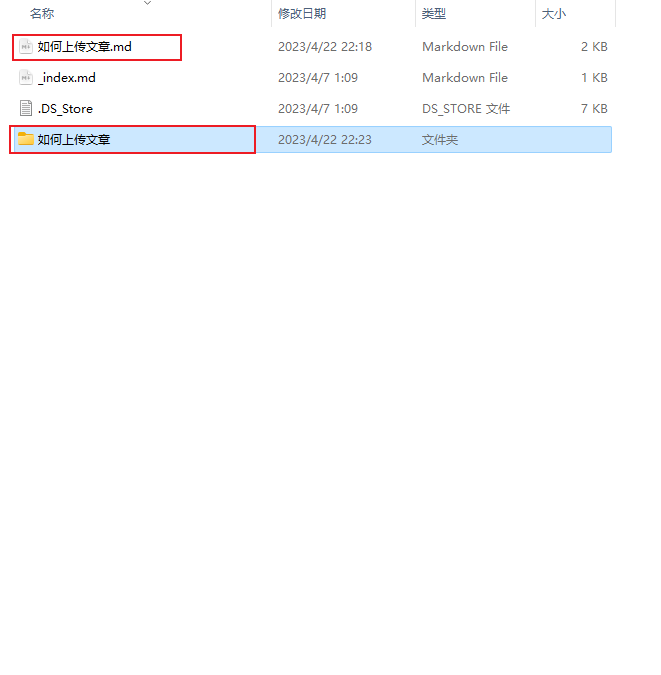 名称 修改日期 类型 大小
如何上传文章.md 2023/4/22 22:18 Markdown File 2 KB
_index.md 2023/4/7 1:09 Markdown File 1 KB
.DS_Store 2023/4/7 1:09 DS_STORE 文件 7 KB
如何上传文章 2023/4/22 22:23 文件夹